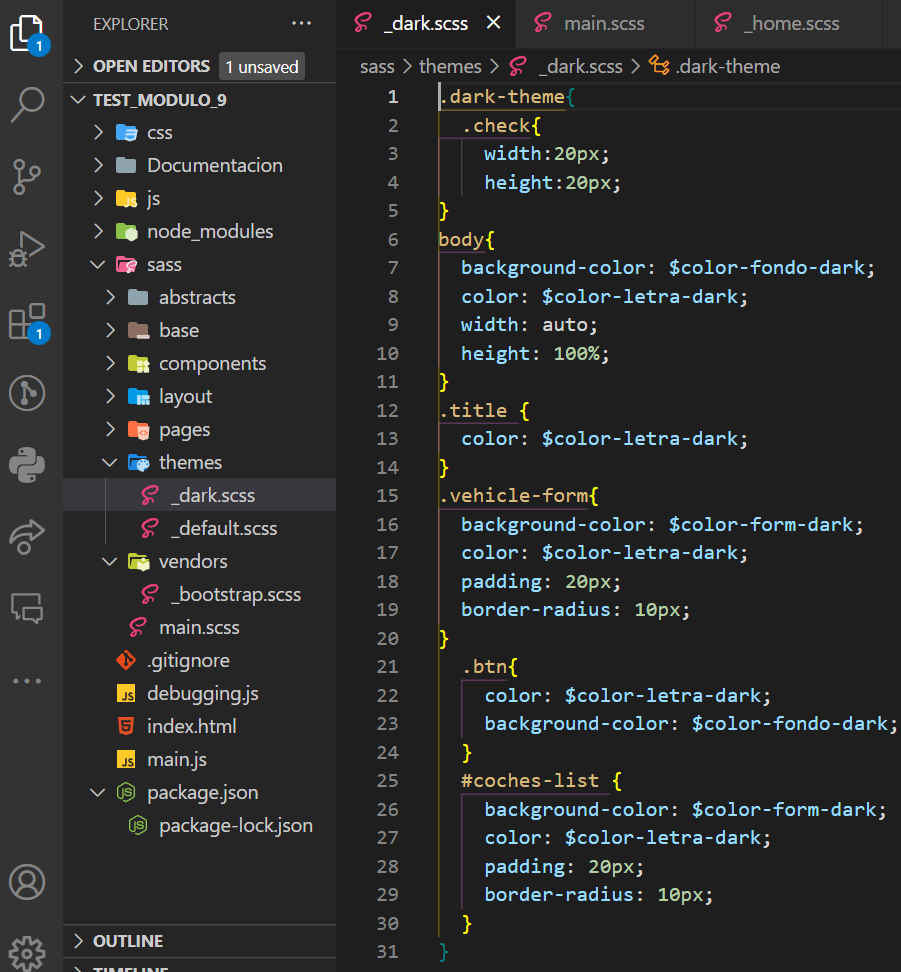 EXPLORER
OPEN EDITORS 1 unsaved
TEST_MODULO_9
css
Documentacion
js
node_modules
sass
abstracts
base
components
layout
pages
themes
_dark.scss
_default.scss
vendors
_bootstrap.scss
main.scss
.gitignore
debugging.js
index.html
main.js
package.json
package-lock.json
OUTLINE
TIMELINE
1
1
_dark.scss main.scss _home.scss
sass > themes > _dark.scss > .dark-theme
1 .dark-theme{
2 .check{
3 width:20px;
4 height:20px;
5 }
6 body{
7 background-color: $color-fondo-dark;
8 color: $color-letra-dark;
9 width: auto;
10 height: 100%;
11 }
12 .title {
13 color: $color-letra-dark;
14 }
15 .vehicle-form{
16 background-color: $color-form-dark;
17 color: $color-letra-dark;
18 padding: 20px;
19 border-radius: 10px;
20 }
21 .btn{
22 color: $color-letra-dark;
23 background-color: $color-fondo-dark;
24 }
25 #coches-list {
26 background-color: $color-form-dark;
27 color: $color-letra-dark;
28 padding: 20px;
29 border-radius: 10px;
30 }
31 }